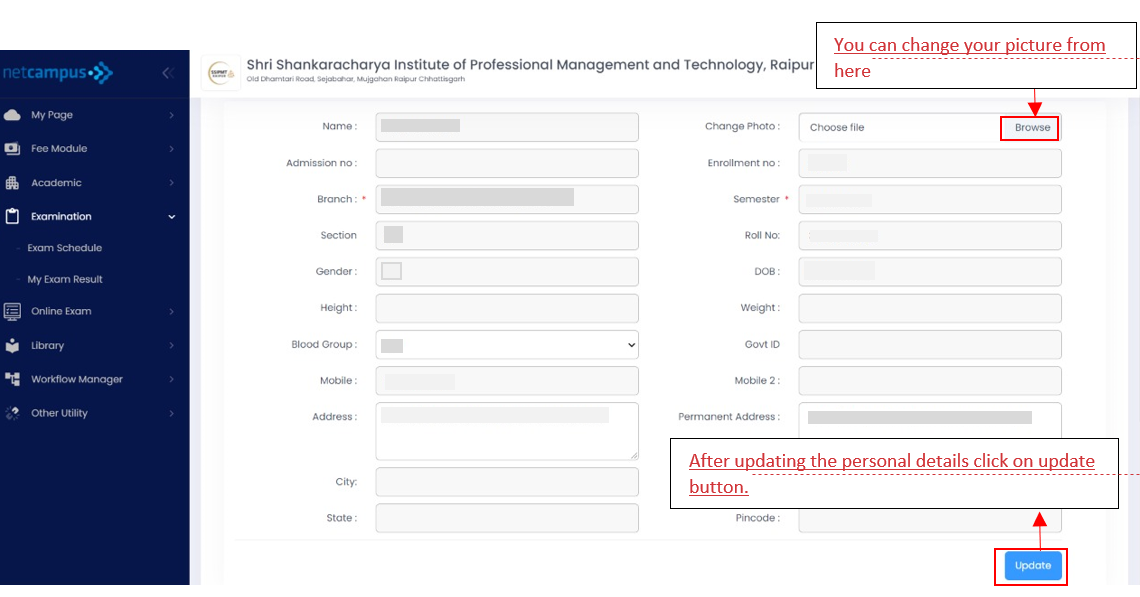 You can change your picture from
here
netcampus
SSIPMT
Shri Shankaracharya Institute of Professional Management and Technology, Raipur
Old Dhamtari Road, Sejabahar, Mujgahan Raipur Chhattisgarh
My Page
Fee Module
Academic
Examination
- Exam Schedule
- My Exam Result
Online Exam
Library
Workflow Manager
Other Utility
Name :
Change Photo : Choose file Browse
Admission no :
Enrollment no :
Branch : *
Semester *
Section
Roll No:
Gender :
DOB :
Height :
Weight :
Blood Group :
Govt ID
Mobile :
Mobile 2 :
Address :
Permanent Address :
After updating the personal details click on update
button.
City:
State :
Pincode :
Update